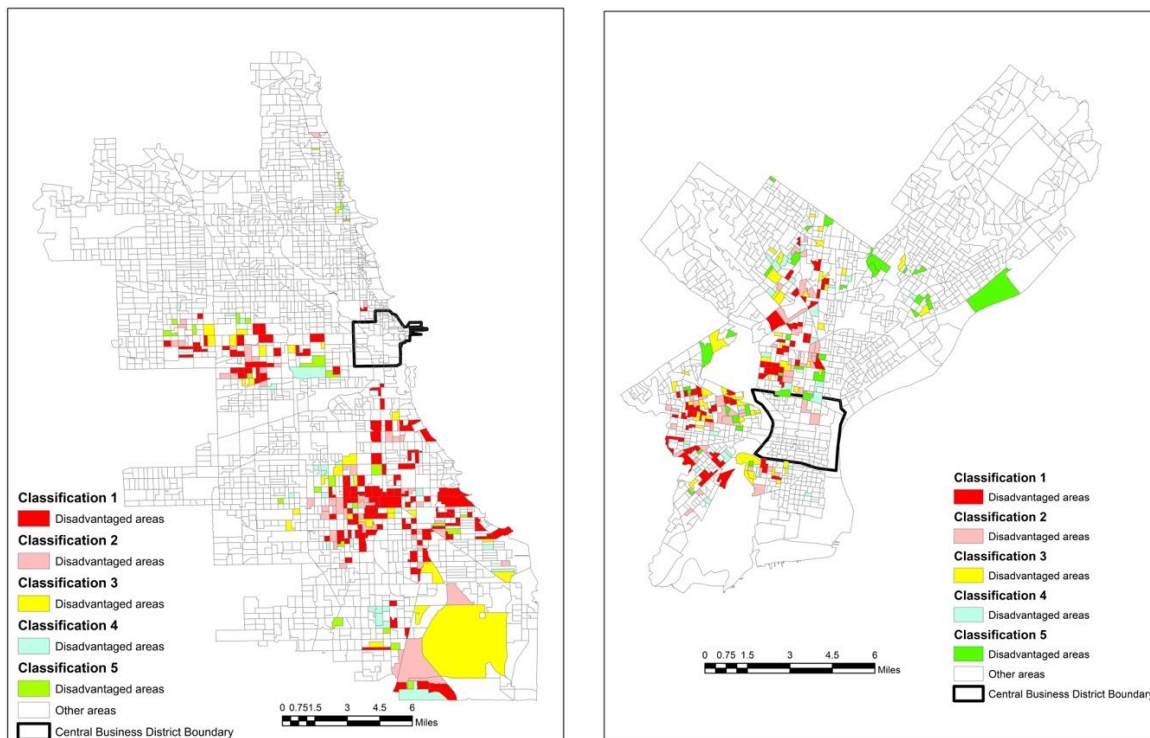 Classification 1
Disadvantaged areas
Classification 2
Disadvantaged areas
Classification 3
Disadvantaged areas
Classification 4
Disadvantaged areas
Classification 5
Disadvantaged areas
Other areas
Central Business District Boundary
0 0.751.5 3 4.5 6
Miles
Classification 1
Disadvantaged areas
Classification 2
Disadvantaged areas
Classification 3
Disadvantaged areas
Classification 4
Disadvantaged areas
Classification 5
Disadvantaged areas
Other areas
Central Business District Boundary
0 0.75 1.5 3 4.5 6
Miles